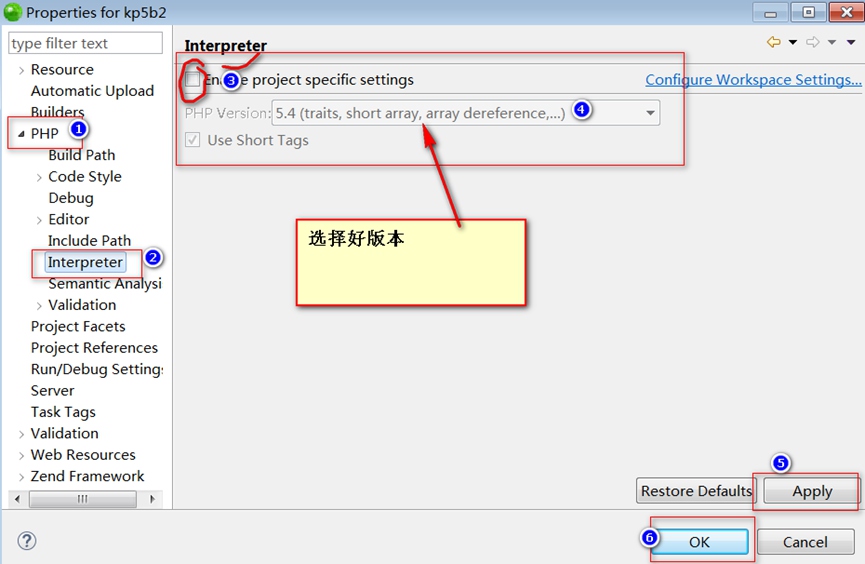 Properties for kp5b2
type filter text
Resource
Automatic Upload
Builders
PHP
1
Build Path
Code Style
Debug
Editor
Include Path
Interpreter
2
Semantic Analysi
Validation
Project Facets
Project References
Run/Debug Settings
Server
Task Tags
Validation
Web Resources
Zend Framework
Interpreter
Enable project specific settings
3
Configure Workspace Settings...
PHP Version:
5.4 (traits, short array, array dereference,...)
4
Use Short Tags
选择好版本
5
Restore Defaults
Apply
6
OK
Cancel